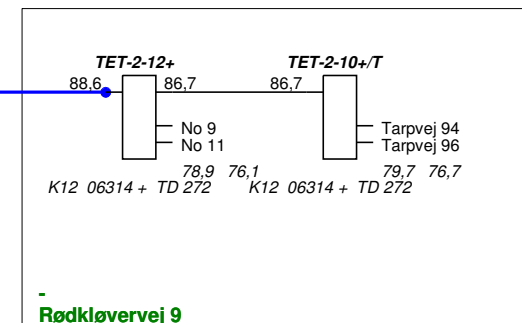 TET-2-12+ TET-2-10+/T
88,6 86,7 86,7
No 9 Tarpvej 94
No 11 Tarpvej 96
78,9 76,1 79,7 76,7
K12 06314 + TD 272 K12 06314 + TD 272
-
Rødkløvervej 9